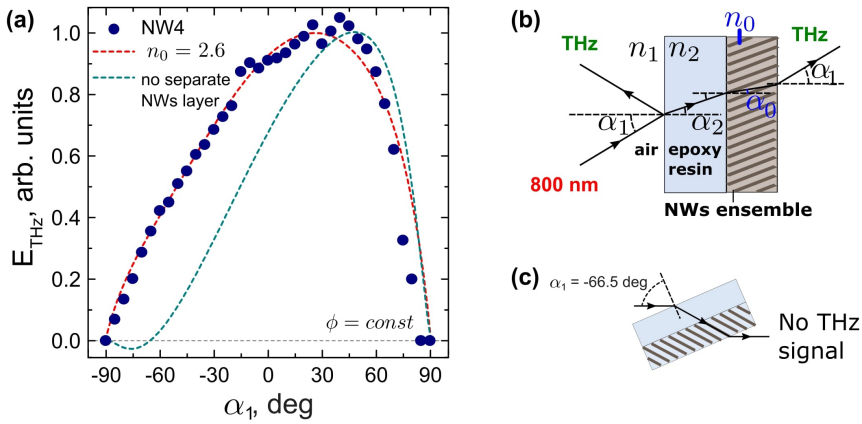 (a)
NW4
n₀ = 2.6
no separate
NWs layer
E_THz, arb. units
1.0
0.8
0.6
0.4
0.2
0.0
ϕ = const
-90 -60 -30 0 30 60 90
α₁, deg
(b)
n₀
THz
n₁ n₂
THz
α₁
α₁
α₂
α₀
air epoxy
resin
800 nm
NWs ensemble
(c)
α₁ = -66.5 deg
No THz
signal